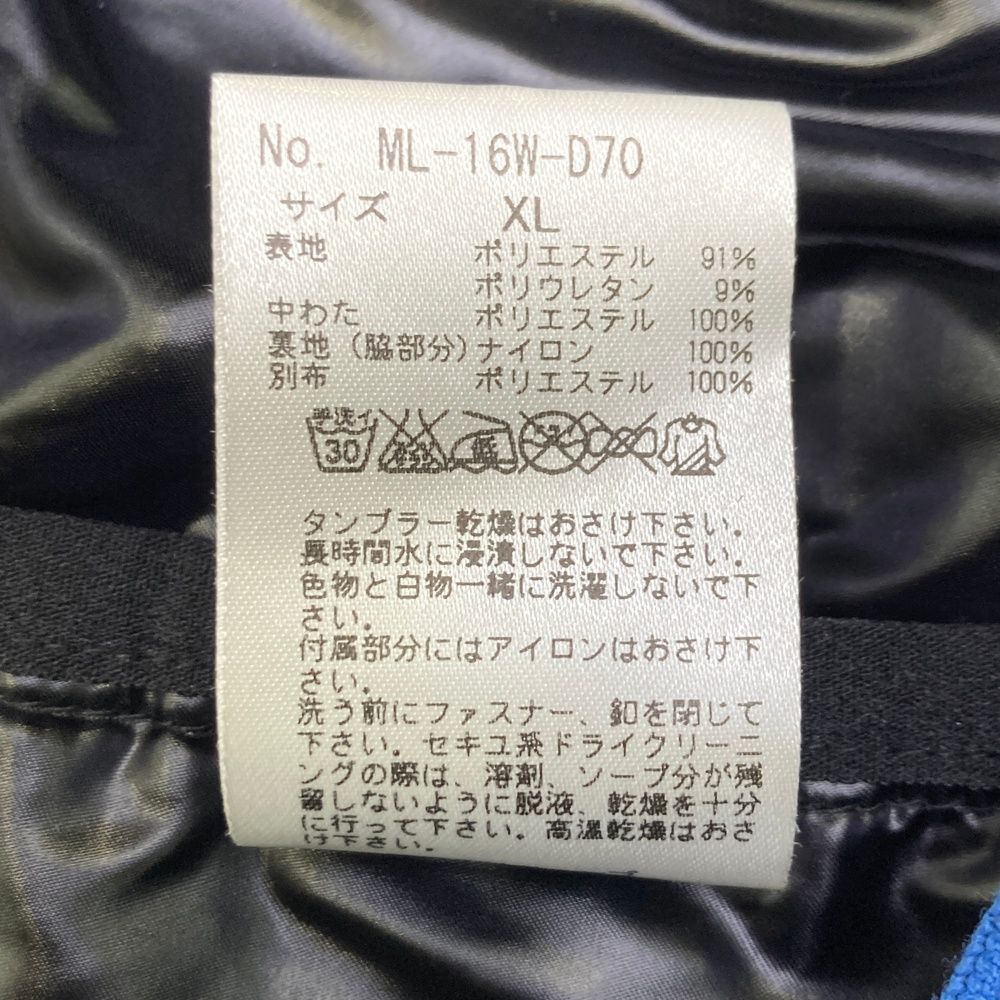 No. ML-16W-D70
サイズ XL
表地 ポリエステル 91%
ポリウレタン 9%
中わた ポリエステル 100%
裏地(脇部分)ナイロン 100%
別布 ポリエステル 100%
手洗イ
30 低
タンブラー乾燥はおさけ下さい。
長時間水に浸漬しないで下さい。
色物と白物一緒に洗濯しないで下
さい。
付属部分にはアイロンはおさけ下
さい。
洗う前にファスナー、釦を閉じて
下さい。セキユ系ドライクリーニ
ングの際は、溶剤、ソープ分が残
留しないように脱液、乾燥を十分
に行って下さい。高温乾燥はおさ
け下さい。